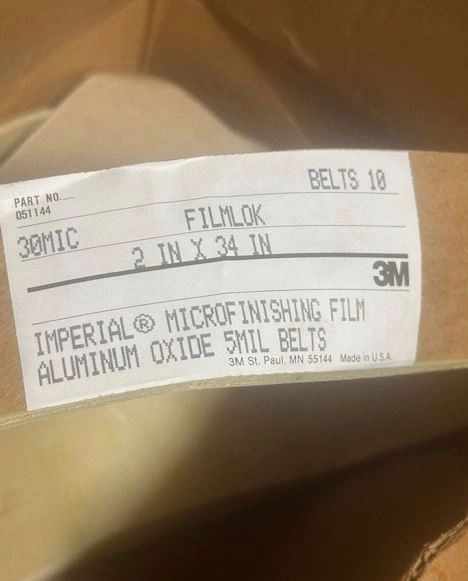 BELTS 10
PART NO.
051144
FILMLOK
30MIC
2 IN X 34 IN
3M
IMPERIAL® MICROFINISHING FILM
ALUMINUM OXIDE 5MIL BELTS
3M St. Paul, MN 55144 Made in U.S.A.